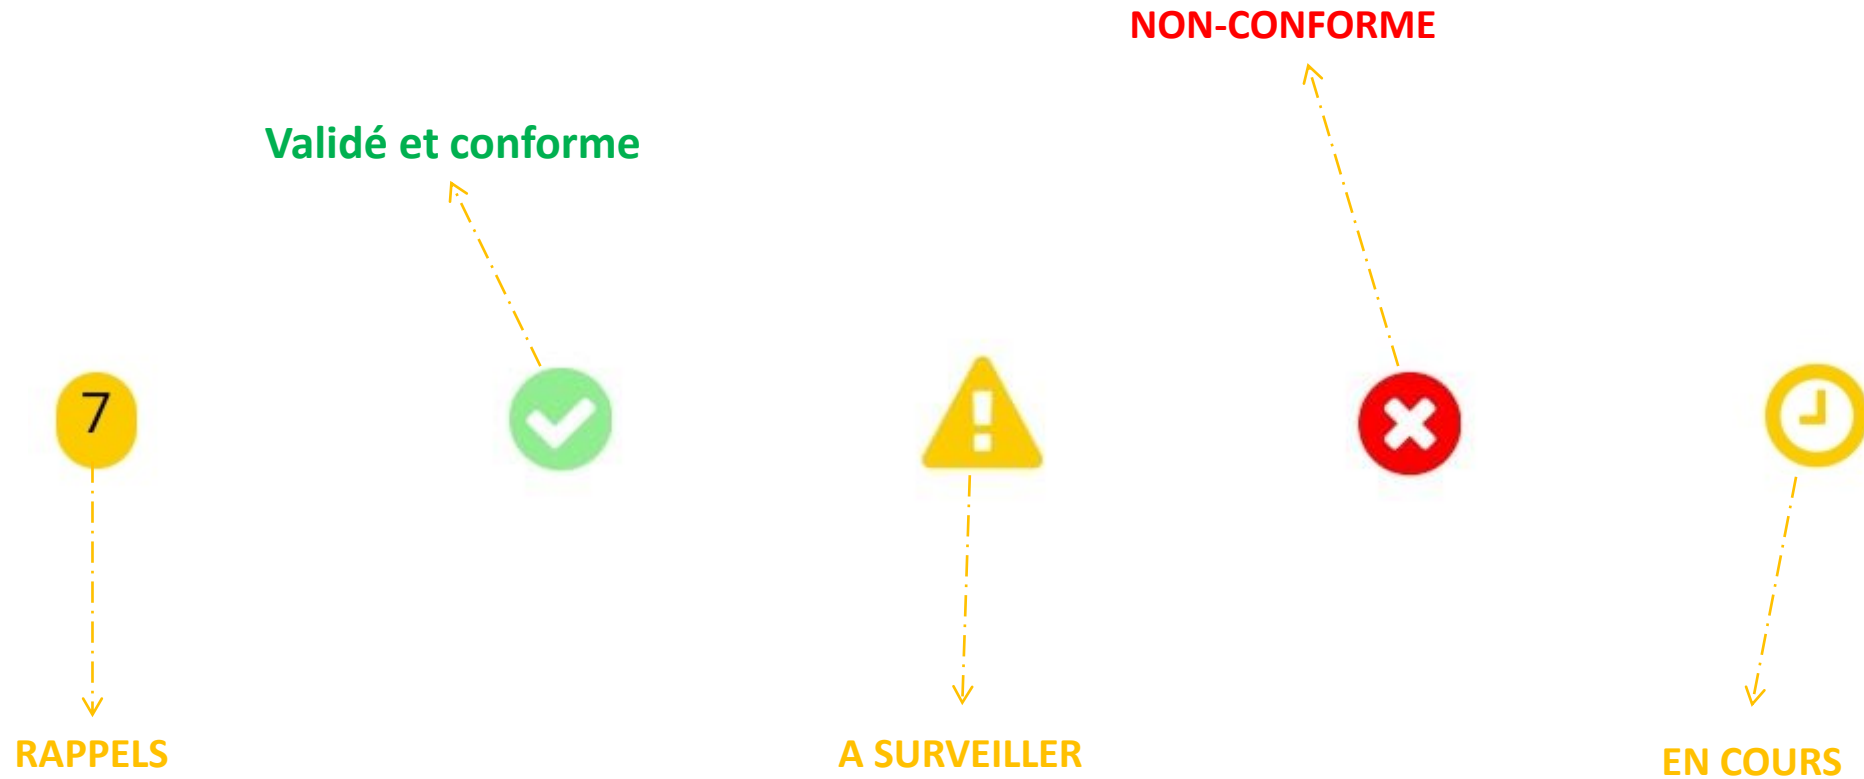 NON-CONFORME
Validé et conforme
7
RAPPELS
A SURVEILLER
EN COURS